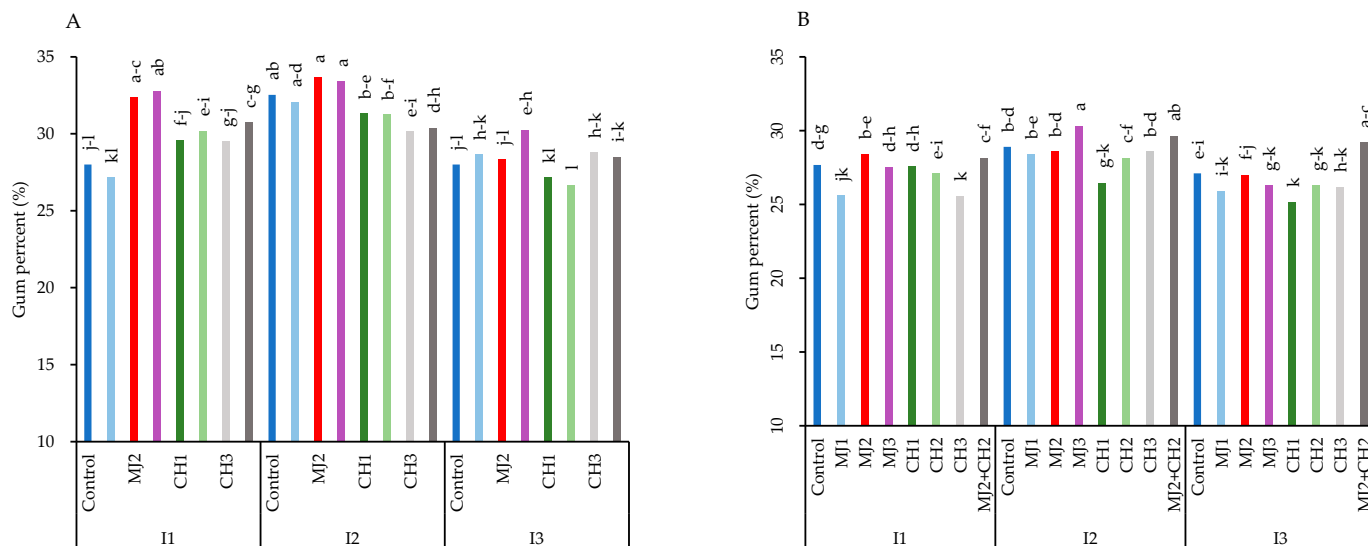 A
Gum perrcent (%)
35
30
25
20
15
10
j-l
kl
a-c
ab
f-j
e-i
g-j
c-g
ab
a-d
a
a
b-e
b-f
e-i
d-h
j-l
h-k
j-l
e-h
kl
l
h-k
i-k
Control
MJ2
CH1
CH3
Control
MJ2
CH1
CH3
Control
MJ2
CH1
CH3
I1
I2
I3
B
Gum perrcent (%)
35
30
25
20
15
10
d-g
jk
b-e
d-h
d-h
e-i
k
c-f
b-d
b-e
b-d
a
g-k
c-f
b-d
ab
e-i
i-k
f-j
g-k
k
g-k
h-k
a-c
Control
MJ1
MJ2
MJ3
CH1
CH2
CH3
MJ2+CH2
Control
MJ1
MJ2
MJ3
CH1
CH2
CH3
MJ2+CH2
Control
MJ1
MJ2
MJ3
CH1
CH2
CH3
MJ2+CH2
I1
I2
I3